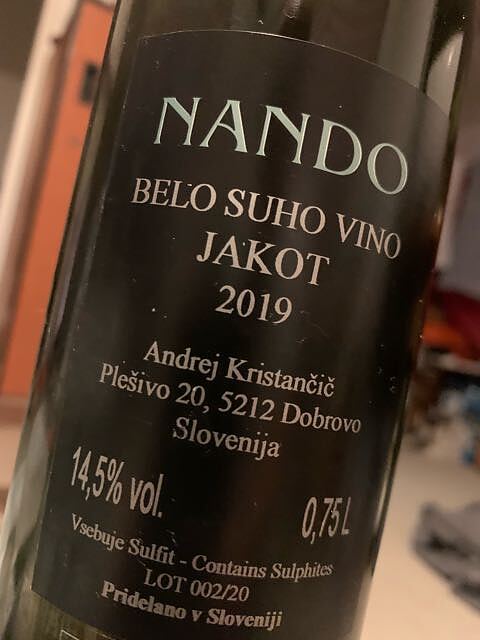 NANDO
BELO SUHO VINO
JAKOT
2019
Andrej Kristančič
Plešivo 20, 5212 Dobrovo
Slovenija
14,5% vol.
0,75 L
Vsebuje Sulfit - Contains Sulphites
LOT 002/20
Pridelano v Sloveniji